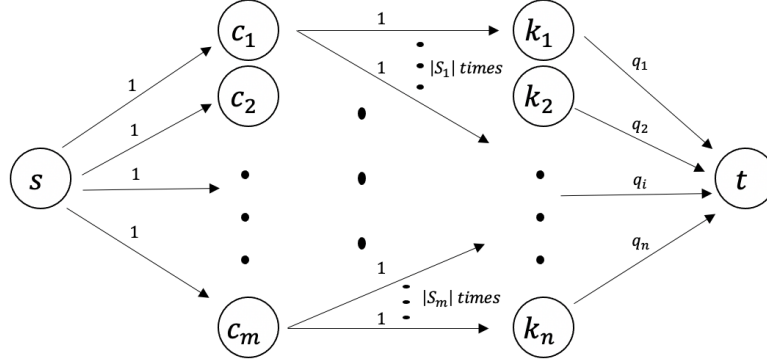 c₁
1
k₁
1
|S₁| times
q₁
1
c₂
k₂
1
q₂
s
1
qᵢ
t
1
1
qₙ
|Sₘ| times
cₘ
1
kₙ